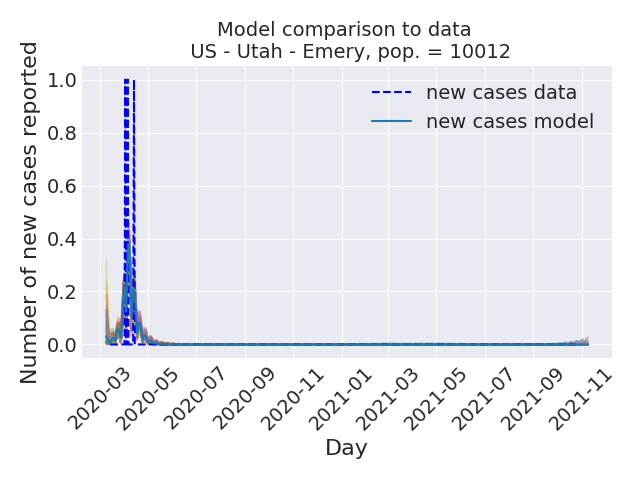 Model comparison to data
US - Utah - Emery, pop. = 10012
new cases data
new cases model
Number of new cases reported
1.0
0.8
0.6
0.4
0.2
0.0
2020-03
2020-05
2020-07
2020-09
2020-11
2021-01
2021-03
2021-05
2021-07
2021-09
2021-11
Day